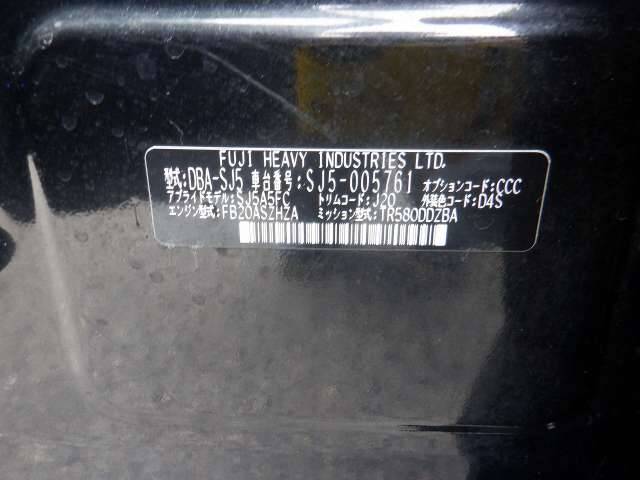 FUJI HEAVY INDUSTRIES LTD.
型式:DBA-SJ5 車台番号:SJ5-005761 オプションコード:CCC
アプライドモデル:SJ5A5FC トリムコード:J20 外装色コード:D4S
エンジン型式:FB20ASZHZA ミッション型式:TR580DDZBA